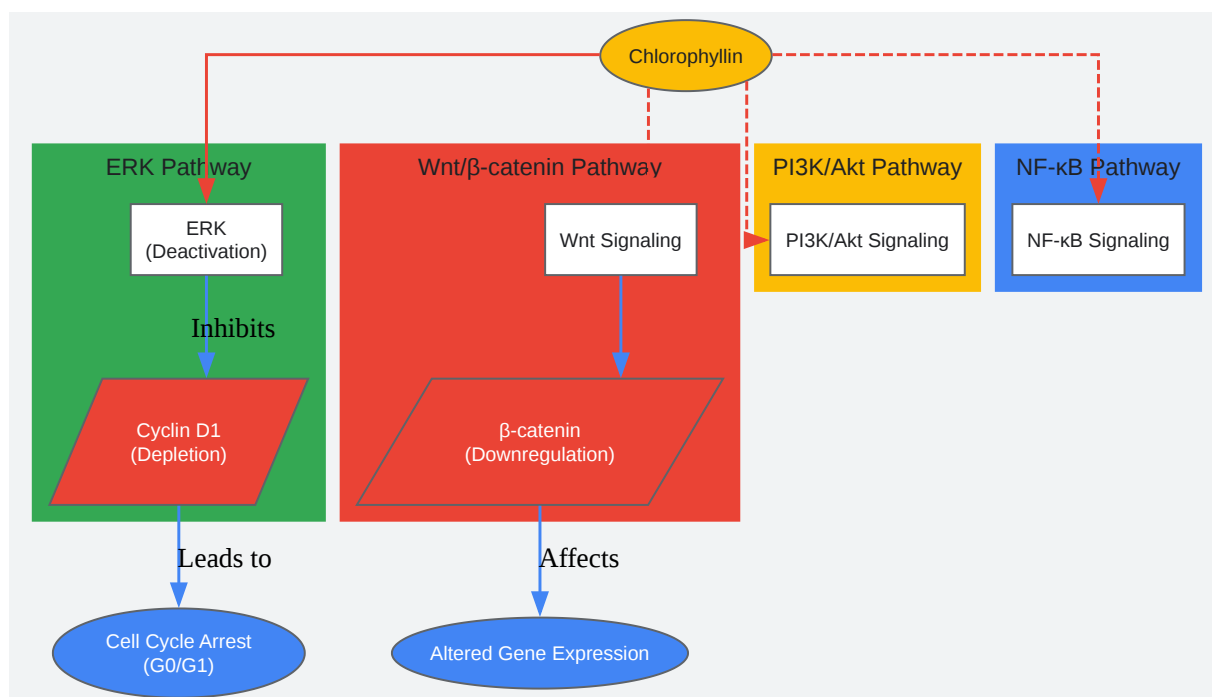 Chlorophyllin
ERK Pathway
Wnt/β-catenin Pathway
PI3K/Akt Pathway
NF-κB Pathway
ERK
(Deactivation)
Wnt Signaling
PI3K/Akt Signaling
NF-κB Signaling
Inhibits
Cyclin D1
(Depletion)
β-catenin
(Downregulation)
Leads to
Affects
Cell Cycle Arrest
(G0/G1)
Altered Gene Expression